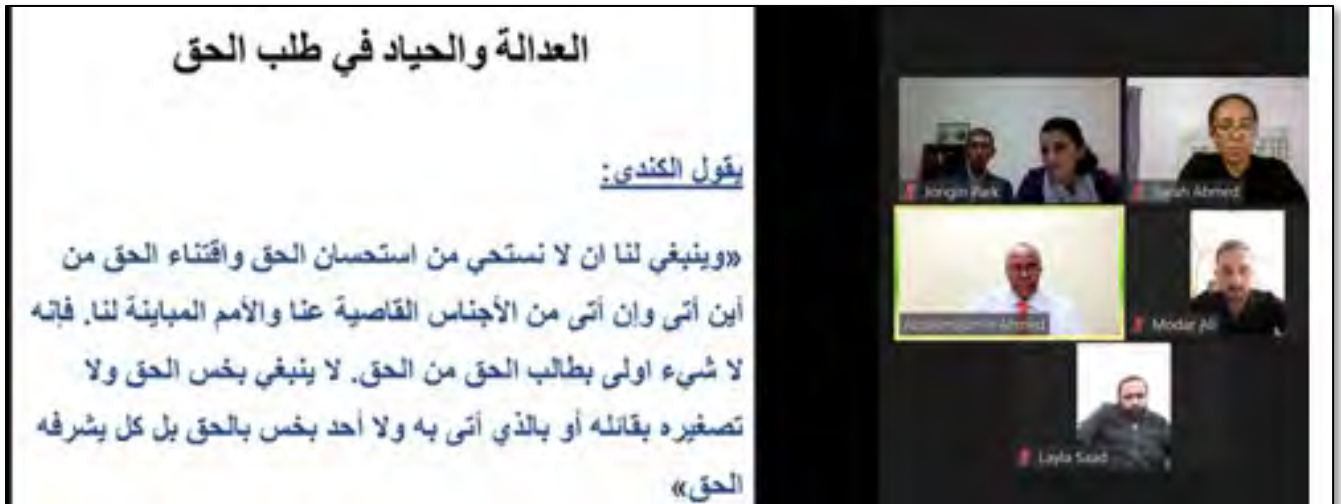 العدالة والحياد في طلب الحق
يقول الكندى:
«وينبغي لنا ان لا نستحي من استحسان الحق واقتناء الحق من
أين أتى وإن أتى من الأجناس القاصية عنا والأمم المباينة لنا. فإنه
لا شيء اولى بطالب الحق من الحق. لا ينبغي بخس الحق ولا
تصغيره بقائله أو بالذي أتى به ولا أحد بخس بالحق بل كل يشرفه
الحق»
Jongin Park
Sarah Ahmed
Ahmed
Modar Ali
Layla Saad